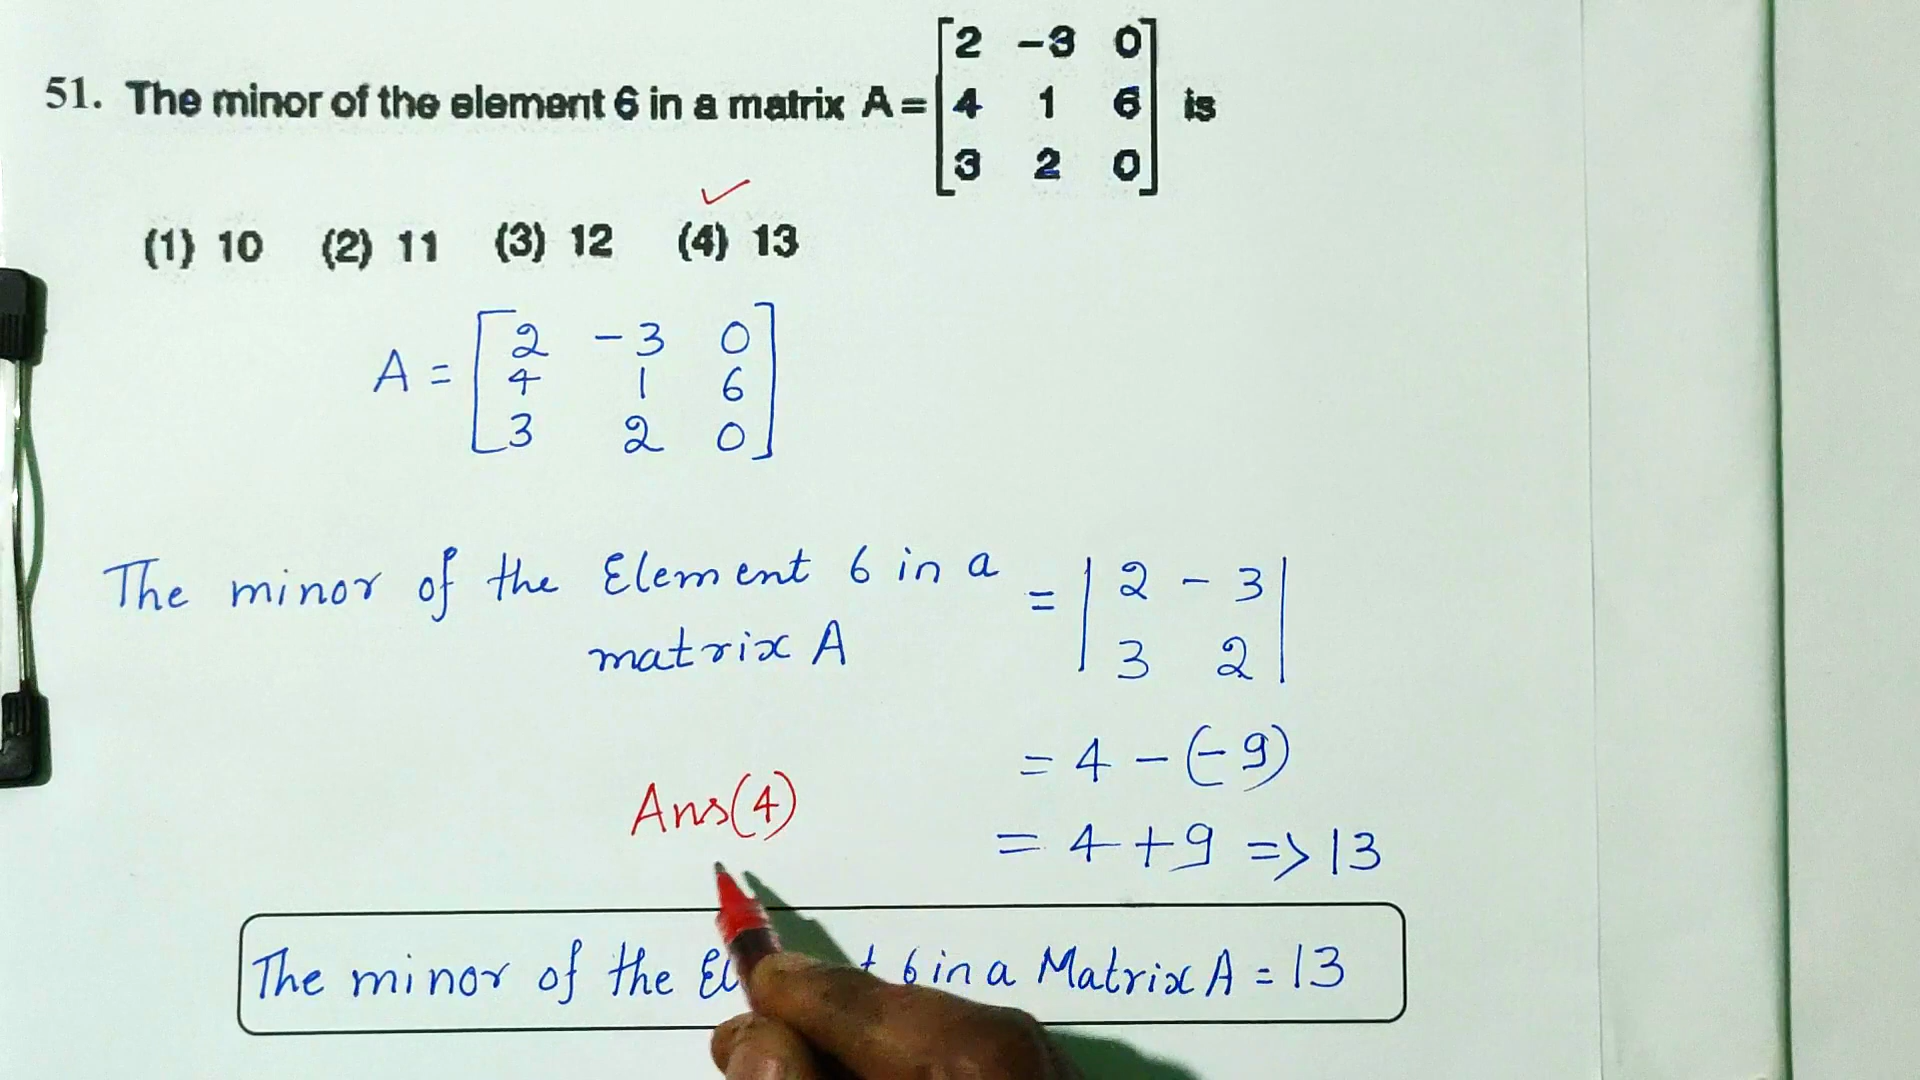 51. The minor of the element 6 in a matrix A = [2 -3 0
4 1 6
3 2 0] is
(1) 10 (2) 11 (3) 12 (4) 13
A = [2 -3 0
4 1 6
3 2 0]
The minor of the Element 6 in a matrix A = |2 -3
3 2|
= 4 - (-9)
= 4 + 9 => 13
Ans(4)
The minor of the 6 in a Matrix A = 13